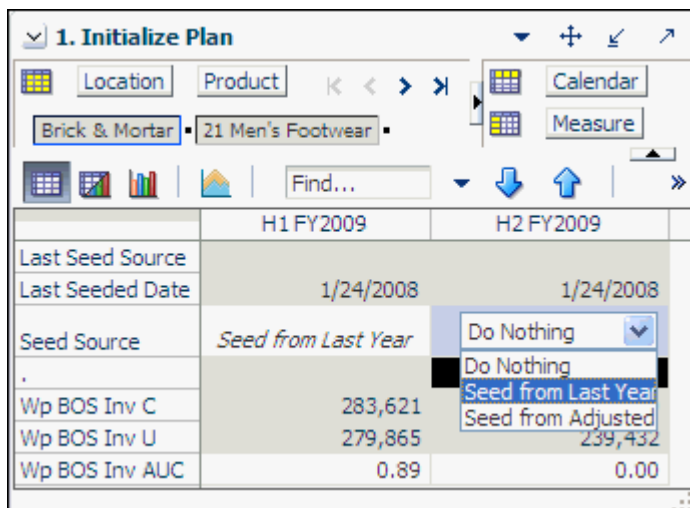 1. Initialize Plan
Location Product Calendar
Brick & Mortar 21 Men's Footwear Measure
Find...
H1 FY2009 H2 FY2009
Last Seed Source
Last Seeded Date 1/24/2008 1/24/2008
Seed Source Seed from Last Year Do Nothing
Do Nothing
. Seed from Last Year
Seed from Adjusted
Wp BOS Inv C 283,621
Wp BOS Inv U 279,865 239,432
Wp BOS Inv AUC 0.89 0.00